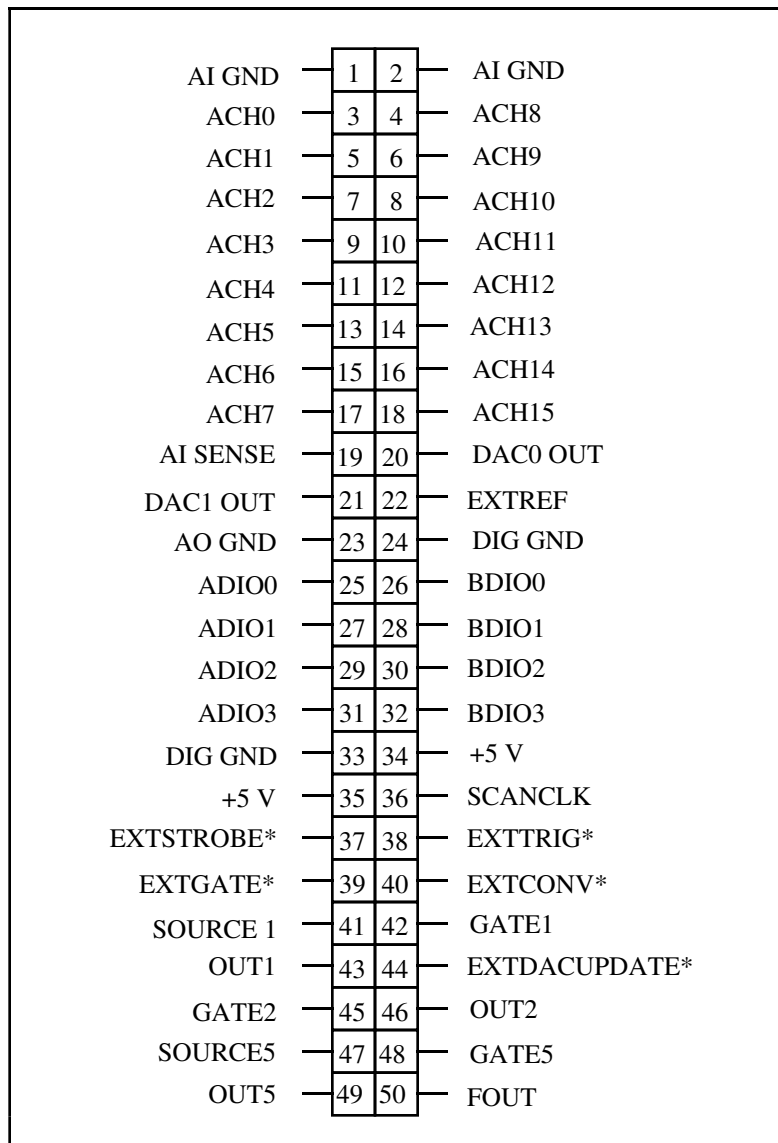 AI GND 1 2 AI GND
ACH0 3 4 ACH8
ACH1 5 6 ACH9
ACH2 7 8 ACH10
ACH3 9 10 ACH11
ACH4 11 12 ACH12
ACH5 13 14 ACH13
ACH6 15 16 ACH14
ACH7 17 18 ACH15
AI SENSE 19 20 DAC0 OUT
DAC1 OUT 21 22 EXTREF
AO GND 23 24 DIG GND
ADIO0 25 26 BDIO0
ADIO1 27 28 BDIO1
ADIO2 29 30 BDIO2
ADIO3 31 32 BDIO3
DIG GND 33 34 +5 V
+5 V 35 36 SCANCLK
EXTSTROBE* 37 38 EXTTRIG*
EXTGATE* 39 40 EXTCONV*
SOURCE 1 41 42 GATE1
OUT1 43 44 EXTDACUPDATE*
GATE2 45 46 OUT2
SOURCE5 47 48 GATE5
OUT5 49 50 FOUT